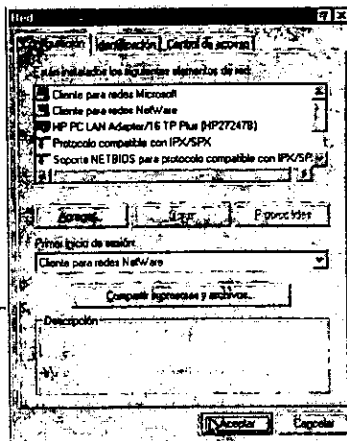 Red
Configuración Identificación Control de acceso
Están instalados los siguientes elementos de red:
Cliente para redes Microsoft
Cliente para redes NetWare
HP PC LAN Adapter/16 TP Plus (HP27247B)
Protocolo compatible con IPX/SPX
Soporte NETBIOS para protocolo compatible con IPX/SP
Agregar... Quitar Propiedades
Primer inicio de sesión:
Cliente para redes NetWare
Compartir impresoras y archivos...
Descripción
Aceptar Cancelar